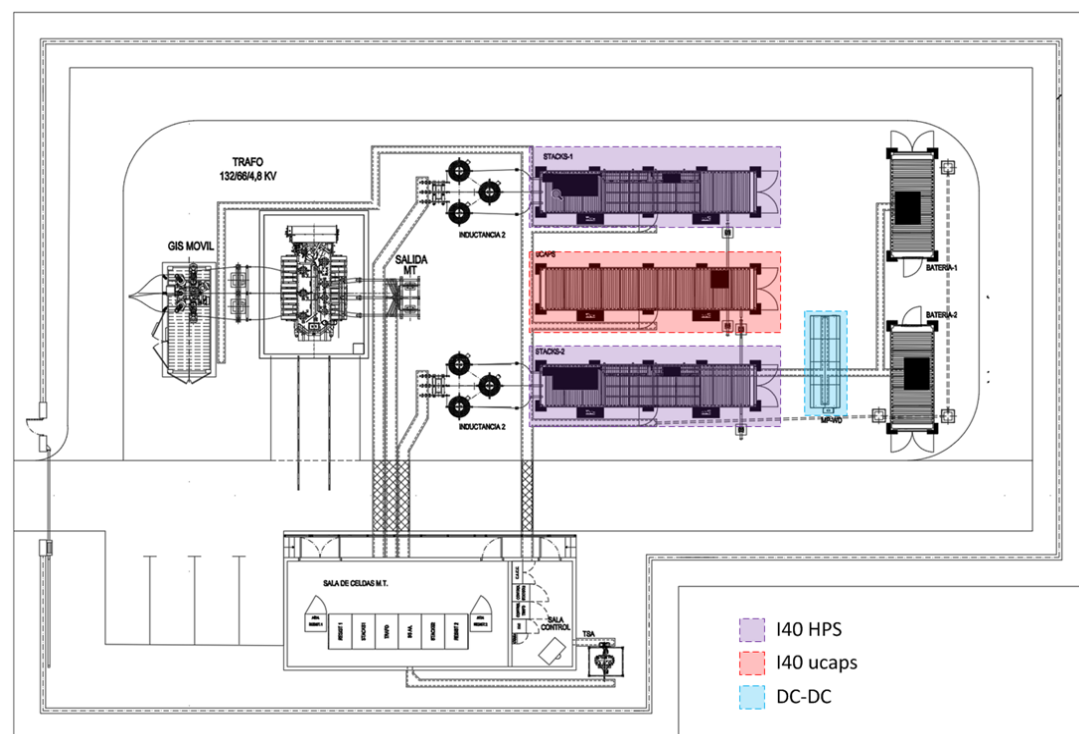 TRAFO
132/66/4,8 KV
GIS MOVIL
SALIDA
MT
INDUCTANCIA 2
STACKS-1
UCAPS
STACKS-2
INDUCTANCIA 2
BATERIA-1
BATERIA-2
SALA DE CELDAS M.T.
SALA
CONTROL
TSA
I40 HPS
I40 ucaps
DC-DC